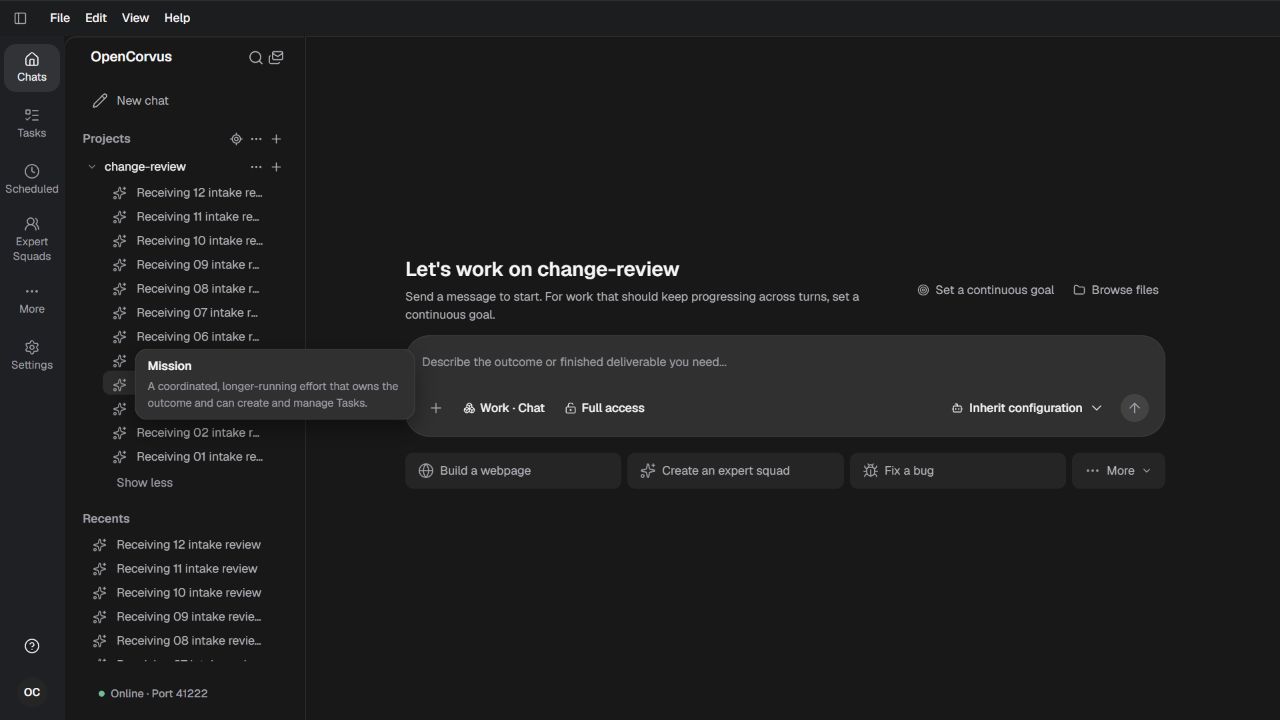 File Edit View Help
Chats
Tasks
Scheduled
Expert
Squads
More
Settings
OC
OpenCorvus
New chat
Projects
change-review
Receiving 12 intake re...
Receiving 11 intake re...
Receiving 10 intake re...
Receiving 09 intake r...
Receiving 08 intake r...
Receiving 07 intake r...
Receiving 06 intake r...
Mission
A coordinated, longer-running effort that owns the
outcome and can create and manage Tasks.
Receiving 02 intake r...
Receiving 01 intake re...
Show less
Recents
Receiving 12 intake review
Receiving 11 intake review
Receiving 10 intake review
Receiving 09 intake revie...
Receiving 08 intake revie...
Online · Port 41222
Let's work on change-review
Send a message to start. For work that should keep progressing across turns, set a
continuous goal.
Set a continuous goal
Browse files
Describe the outcome or finished deliverable you need...
Work · Chat
Full access
Inherit configuration
Build a webpage
Create an expert squad
Fix a bug
More